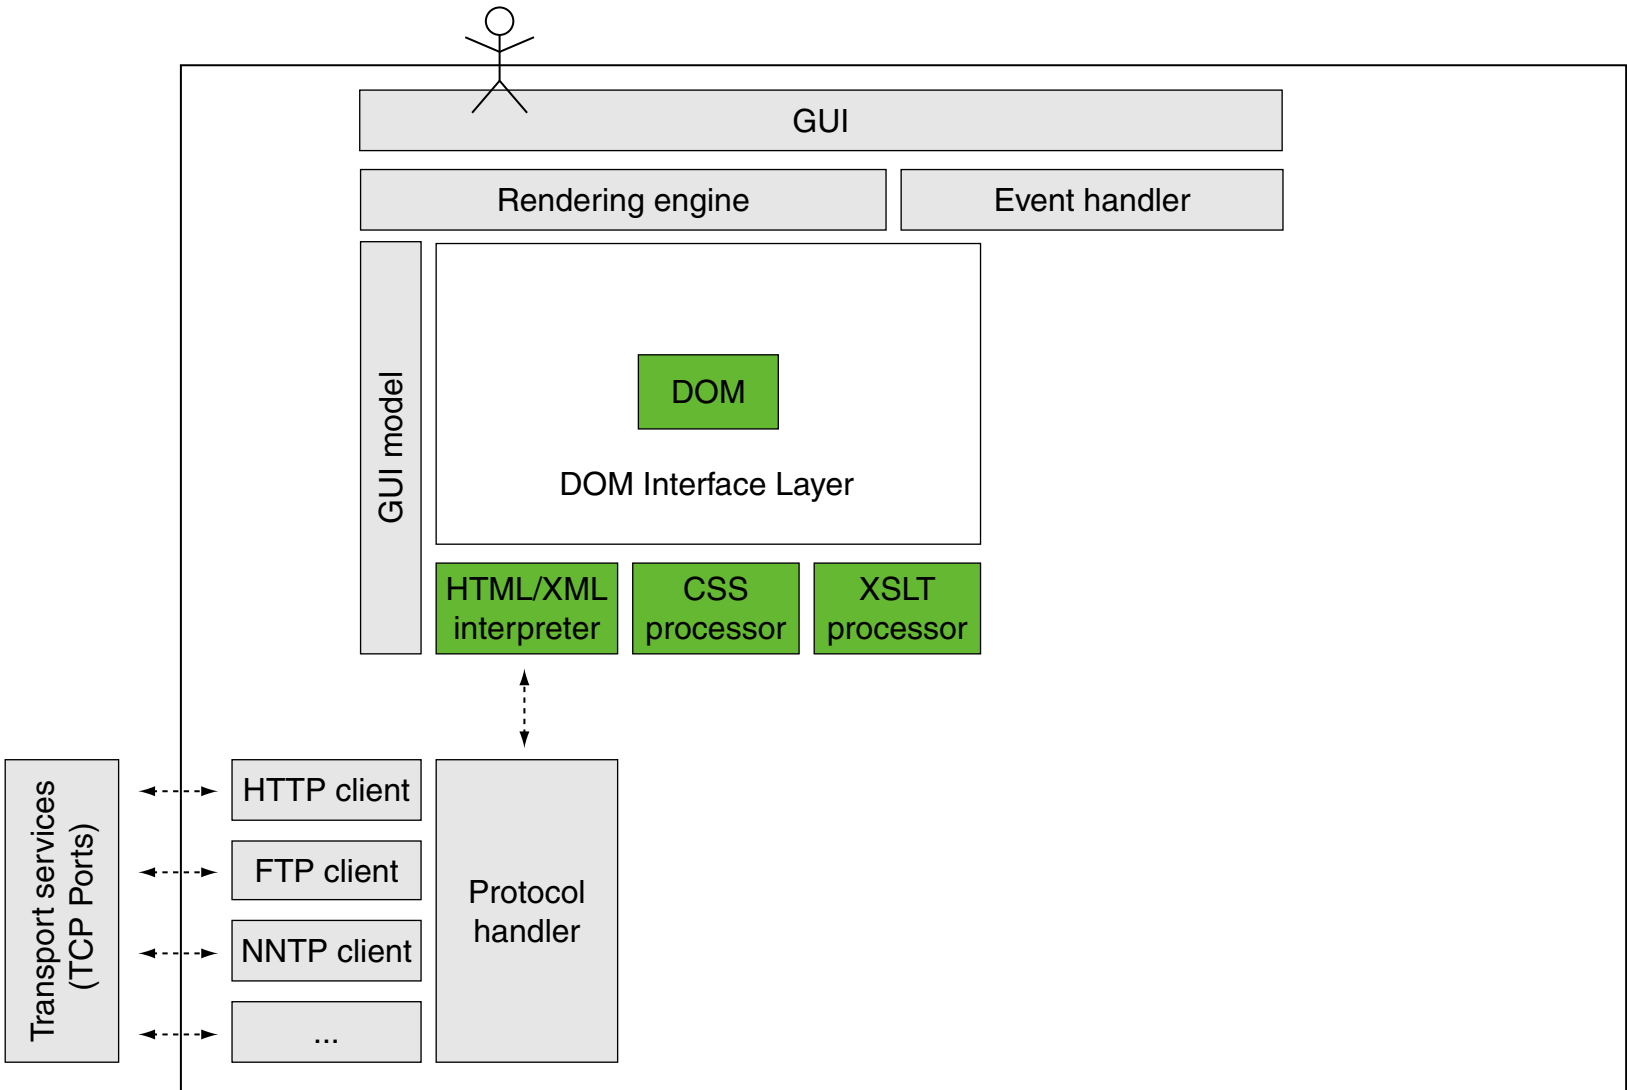 GUI
Rendering engine
Event handler
GUI model
DOM
DOM Interface Layer
HTML/XML
interpreter
CSS
processor
XSLT
processor
Transport services
(TCP Ports)
HTTP client
FTP client
NNTP client
...
Protocol
handler